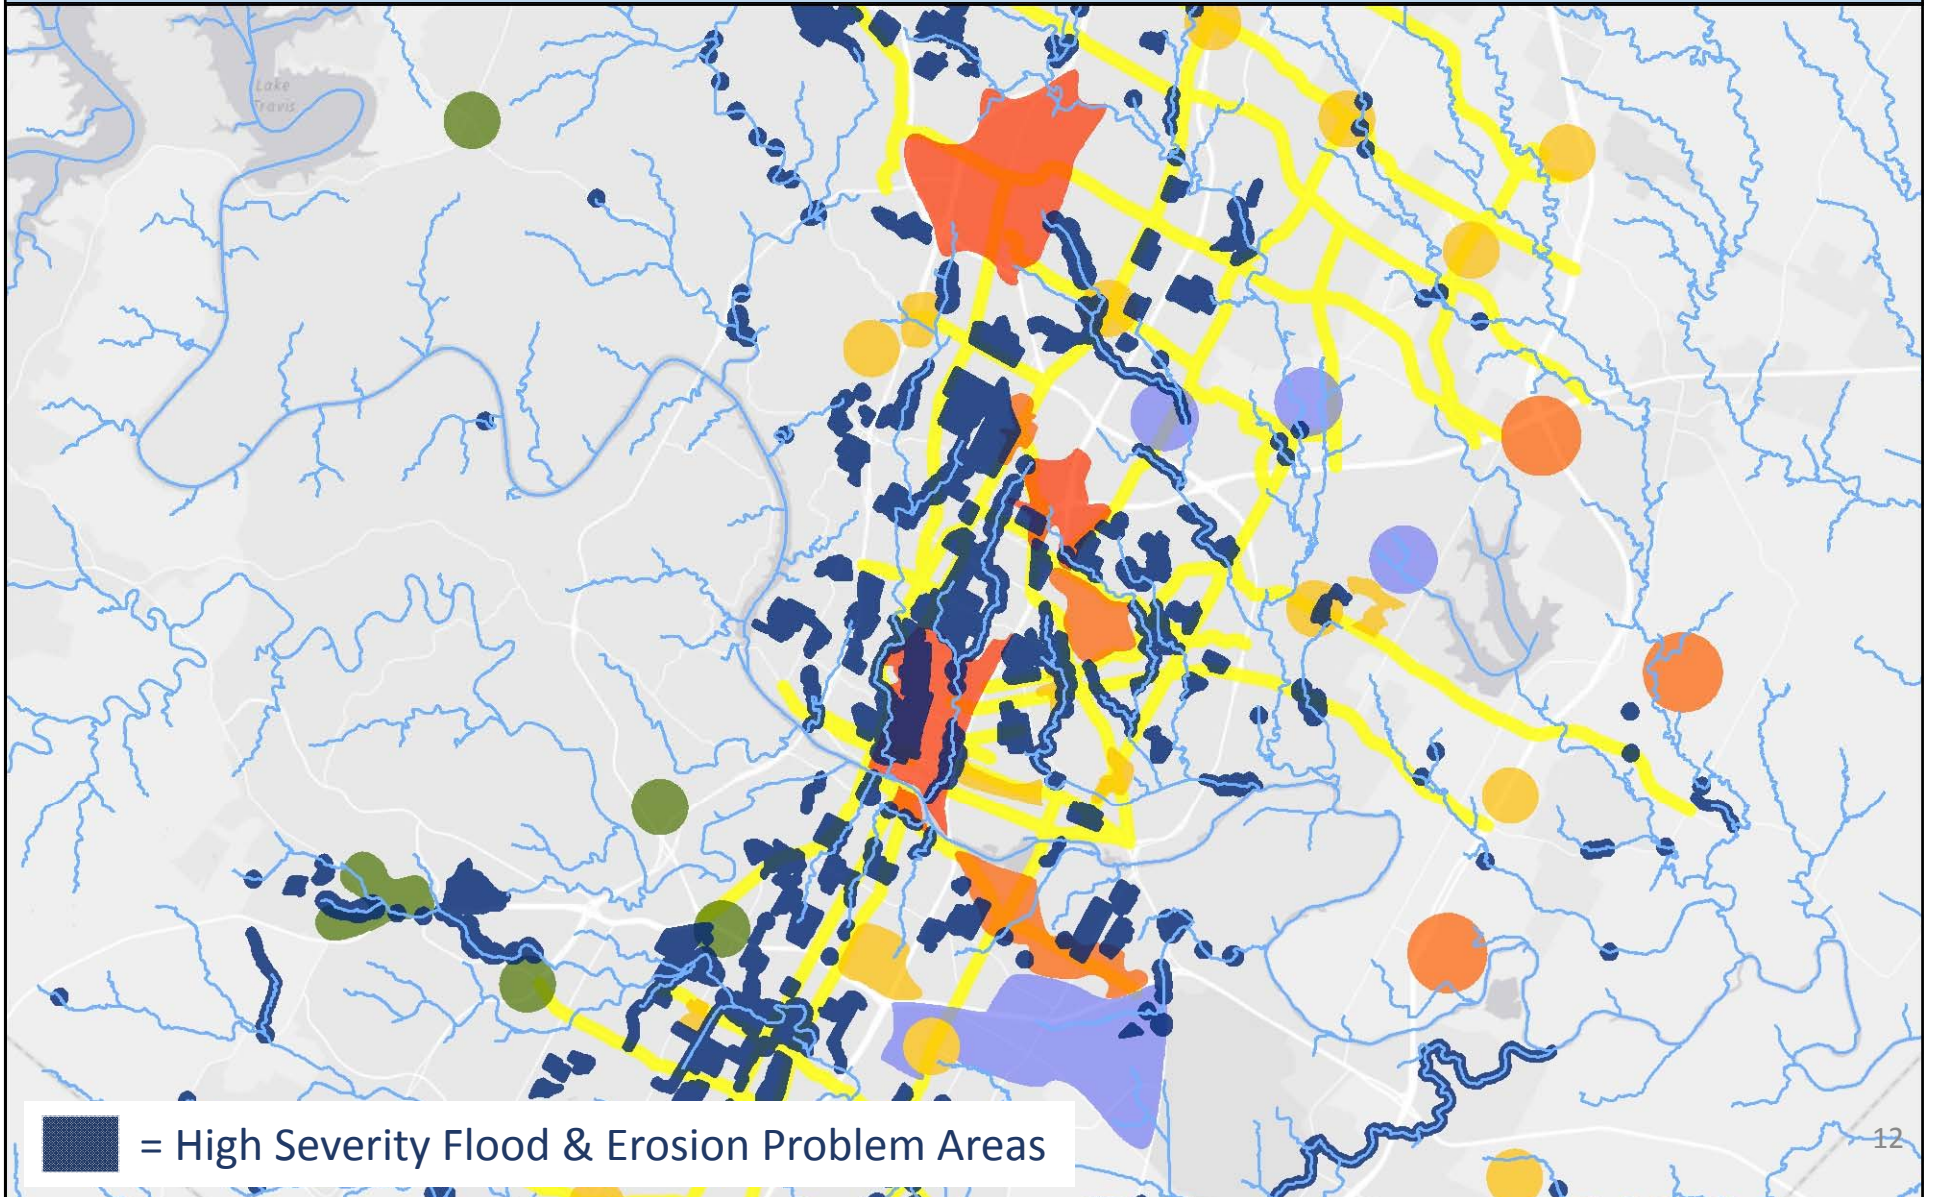 Lake
Travis
= High Severity Flood & Erosion Problem Areas
12